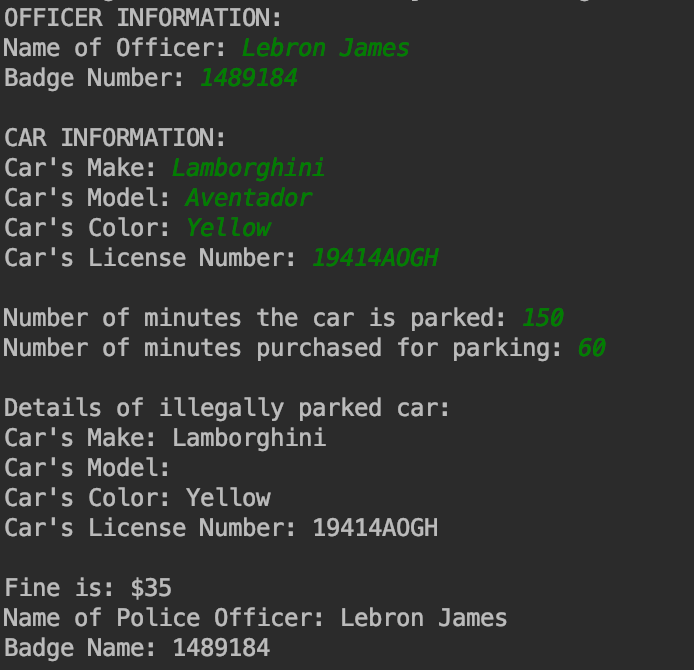 OFFICER INFORMATION:
Name of Officer: Lebron James
Badge Number: 1489184
CAR INFORMATION:
Car's Make: Lamborghini
Car's Model: Aventador
Car's Color: Yellow
Car's License Number: 19414AOGH
Number of minutes the car is parked: 150
Number of minutes purchased for parking: 60
Details of illegally parked car:
Car's Make: Lamborghini
Car's Model:
Car's Color: Yellow
Car's License Number: 19414AOGH
Fine is: $35
Name of Police Officer: Lebron James
Badge Name: 1489184